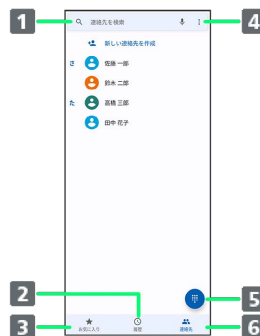 1
連絡先を検索
4
新しい連絡先を作成
さ
佐藤 一郎
鈴木 二郎
た
高橋 三郎
田中 花子
2
5
3
お気に入り
履歴
連絡先
6